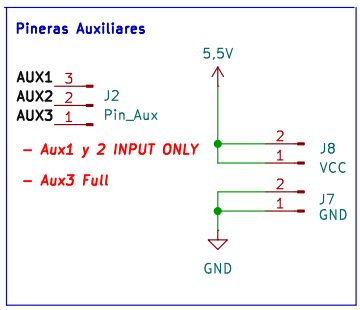 Pineras Auxiliares
5,5V
AUX1 3
AUX2 2 J2
AUX3 1 Pin_Aux
- Aux1 y 2 INPUT ONLY
- Aux3 Full
2 J8
1 VCC
2 J7
1 GND
GND